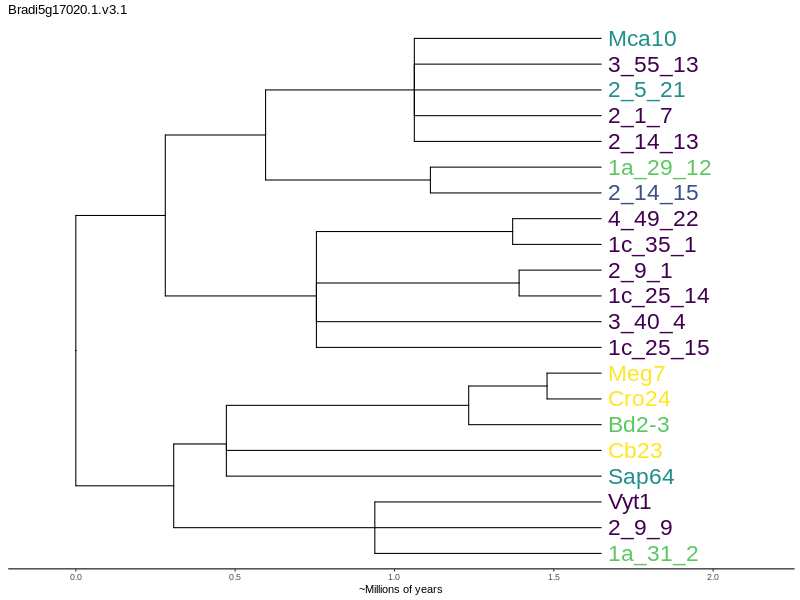 Bradi5g17020.1.v3.1
Mca10
3_55_13
2_5_21
2_1_7
2_14_13
1a_29_12
2_14_15
4_49_22
1c_35_1
2_9_1
1c_25_14
3_40_4
1c_25_15
Meg7
Cro24
Bd2-3
Cb23
Sap64
Vyt1
2_9_9
1a_31_2
0.0 0.5 1.0 1.5 2.0
~Millions of years